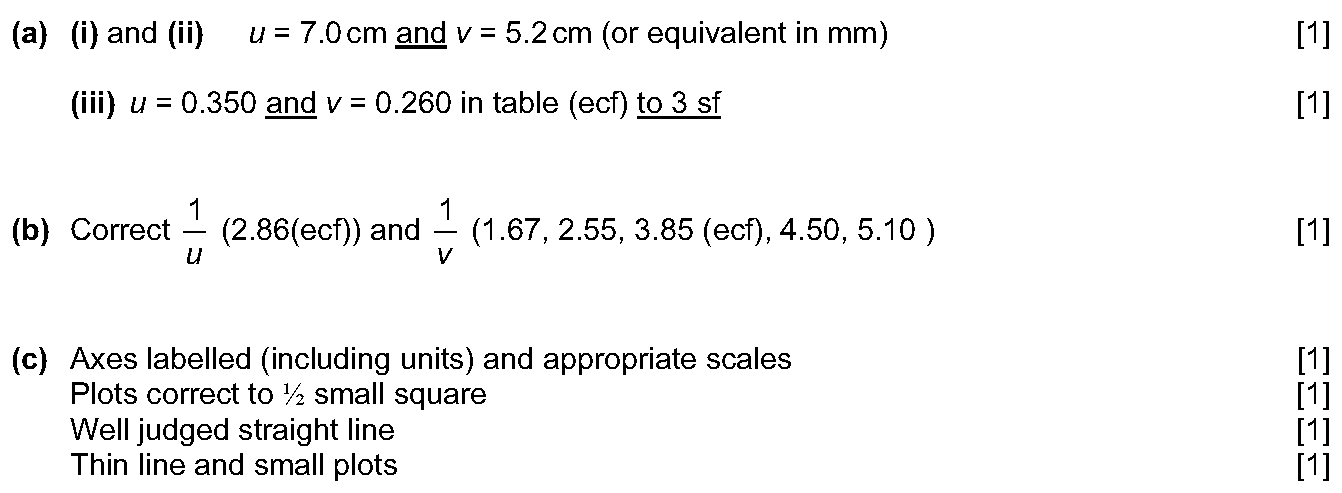 (a) (i) and (ii) u = 7.0 cm and v = 5.2 cm (or equivalent in mm) [1]
(iii) u = 0.350 and v = 0.260 in table (ecf) to 3 sf [1]
(b) Correct 1/u (2.86(ecf)) and 1/v (1.67, 2.55, 3.85 (ecf), 4.50, 5.10 ) [1]
(c) Axes labelled (including units) and appropriate scales [1]
Plots correct to ½ small square [1]
Well judged straight line [1]
Thin line and small plots [1]